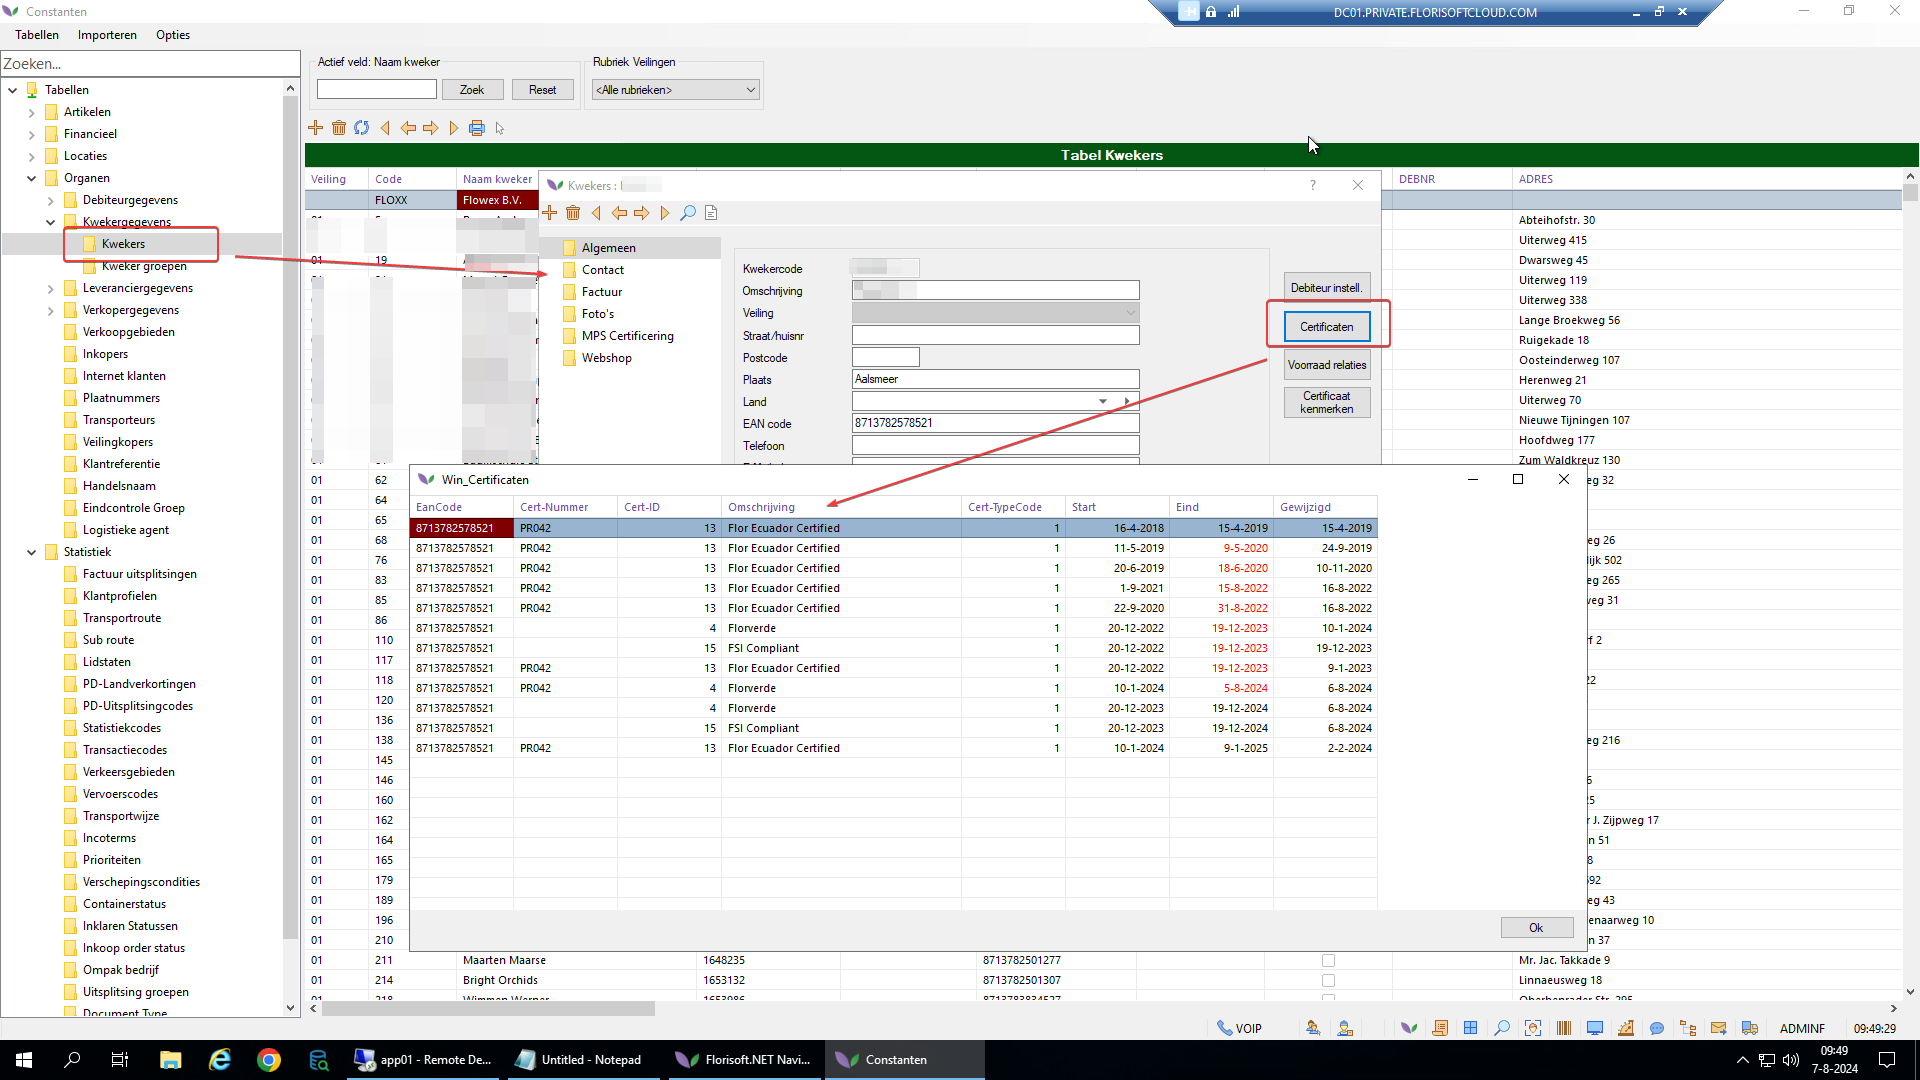 Constanten
DC01.PRIVATE.FLORISOFTCLOUD.COM
Tabellen Importeren Opties
Zoeken...
Tabellen
Artikelen
Financieel
Locaties
Organen
Debiteurgegevens
Kwekergegevens
Kwekers
Kweker groepen
Leveranciergegevens
Verkopergegevens
Verkoopgebieden
Inkopers
Internet klanten
Plaatnummers
Transporteurs
Veilingkopers
Klantreferentie
Handelsnaam
Eindcontrole Groep
Logistieke agent
Statistiek
Factuur uitsplitsingen
Klantprofielen
Transportroute
Sub route
Lidstaten
PD-Landverkortingen
PD-Uitsplitsingcodes
Statistiekcodes
Transactiecodes
Verkeersgebieden
Vervoerscodes
Transportwijze
Incoterms
Prioriteiten
Verschepingscondities
Containerstatus
Inklaren Statussen
Inkoop order status
Ompak bedrijf
Uitsplitsing groepen
Document Type
Actief veld: Naam kweker
Zoek Reset
Rubriek Veilingen
<Alle rubrieken>
Tabel Kwekers
Veiling Code Naam kweker DEBNR ADRES
FLOXX Flowex B.V.
Abteihofstr. 30
Uiterweg 415
19 Dwarsweg 45
Uiterweg 119
Uiterweg 338
Lange Broekweg 56
Ruigekade 18
Oosteinderweg 107
Herenweg 21
Uiterweg 70
Nieuwe Tijningen 107
Hoofdweg 177
Zum Waldkreuz 130
01 62
01 64
01 65
01 68
01 76
01 83
01 85
01 86
01 110
01 117
01 118
01 120
01 136
01 138
01 145
01 146
01 160
01 162
01 164
01 165
01 179
01 189
01 196
01 210
01 211 Maarten Maarse 1648235 8713782501277 Mr. Jac. Takkade 9
01 214 Bright Orchids 1653132 8713782501307 Linnaeusweg 18
01 218 Wimmen Werner 1653986 8713783834527 Oberhenrader Str. 295
Kwekers :
?
Algemeen
Contact
Factuur
Foto's
MPS Certificering
Webshop
Kwekercode
Omschrijving
Veiling
Straat/huisnr
Postcode
Plaats Aalsmeer
Land
EAN code 8713782578521
Telefoon
Debiteur instell.
Certificaten
Voorraad relaties
Certificaat
kenmerken
Win_Certificaten
EanCode Cert-Nummer Cert-ID Omschrijving Cert-TypeCode Start Eind Gewijzigd
8713782578521 PR042 13 Flor Ecuador Certified 1 16-4-2018 15-4-2019 15-4-2019
8713782578521 PR042 13 Flor Ecuador Certified 1 11-5-2019 9-5-2020 24-9-2019
8713782578521 PR042 13 Flor Ecuador Certified 1 20-6-2019 18-6-2020 10-11-2020
8713782578521 PR042 13 Flor Ecuador Certified 1 1-9-2021 15-8-2022 16-8-2022
8713782578521 PR042 13 Flor Ecuador Certified 1 22-9-2020 31-8-2022 16-8-2022
8713782578521 4 Florverde 1 20-12-2022 19-12-2023 10-1-2024
8713782578521 15 FSI Compliant 1 20-12-2022 19-12-2023 19-12-2023
8713782578521 PR042 13 Flor Ecuador Certified 1 20-12-2022 19-12-2023 9-1-2023
8713782578521 PR042 4 Florverde 1 10-1-2024 5-8-2024 6-8-2024
8713782578521 4 Florverde 1 20-12-2023 19-12-2024 6-8-2024
8713782578521 15 FSI Compliant 1 20-12-2023 19-12-2024 6-8-2024
8713782578521 PR042 13 Flor Ecuador Certified 1 10-1-2024 9-1-2025 2-2-2024
Ok
eg 32
eg 26
ijk 502
eg 265
eg 31
f 2
22
eg 216
6
5
r J. Zijpweg 17
n 51
8
592
eg 43
enaarweg 10
n 37
VOIP ADMINF 09:49:29
app01 - Remote De... Untitled - Notepad Florisoft.NET Navi... Constanten
09:49
7-8-2024